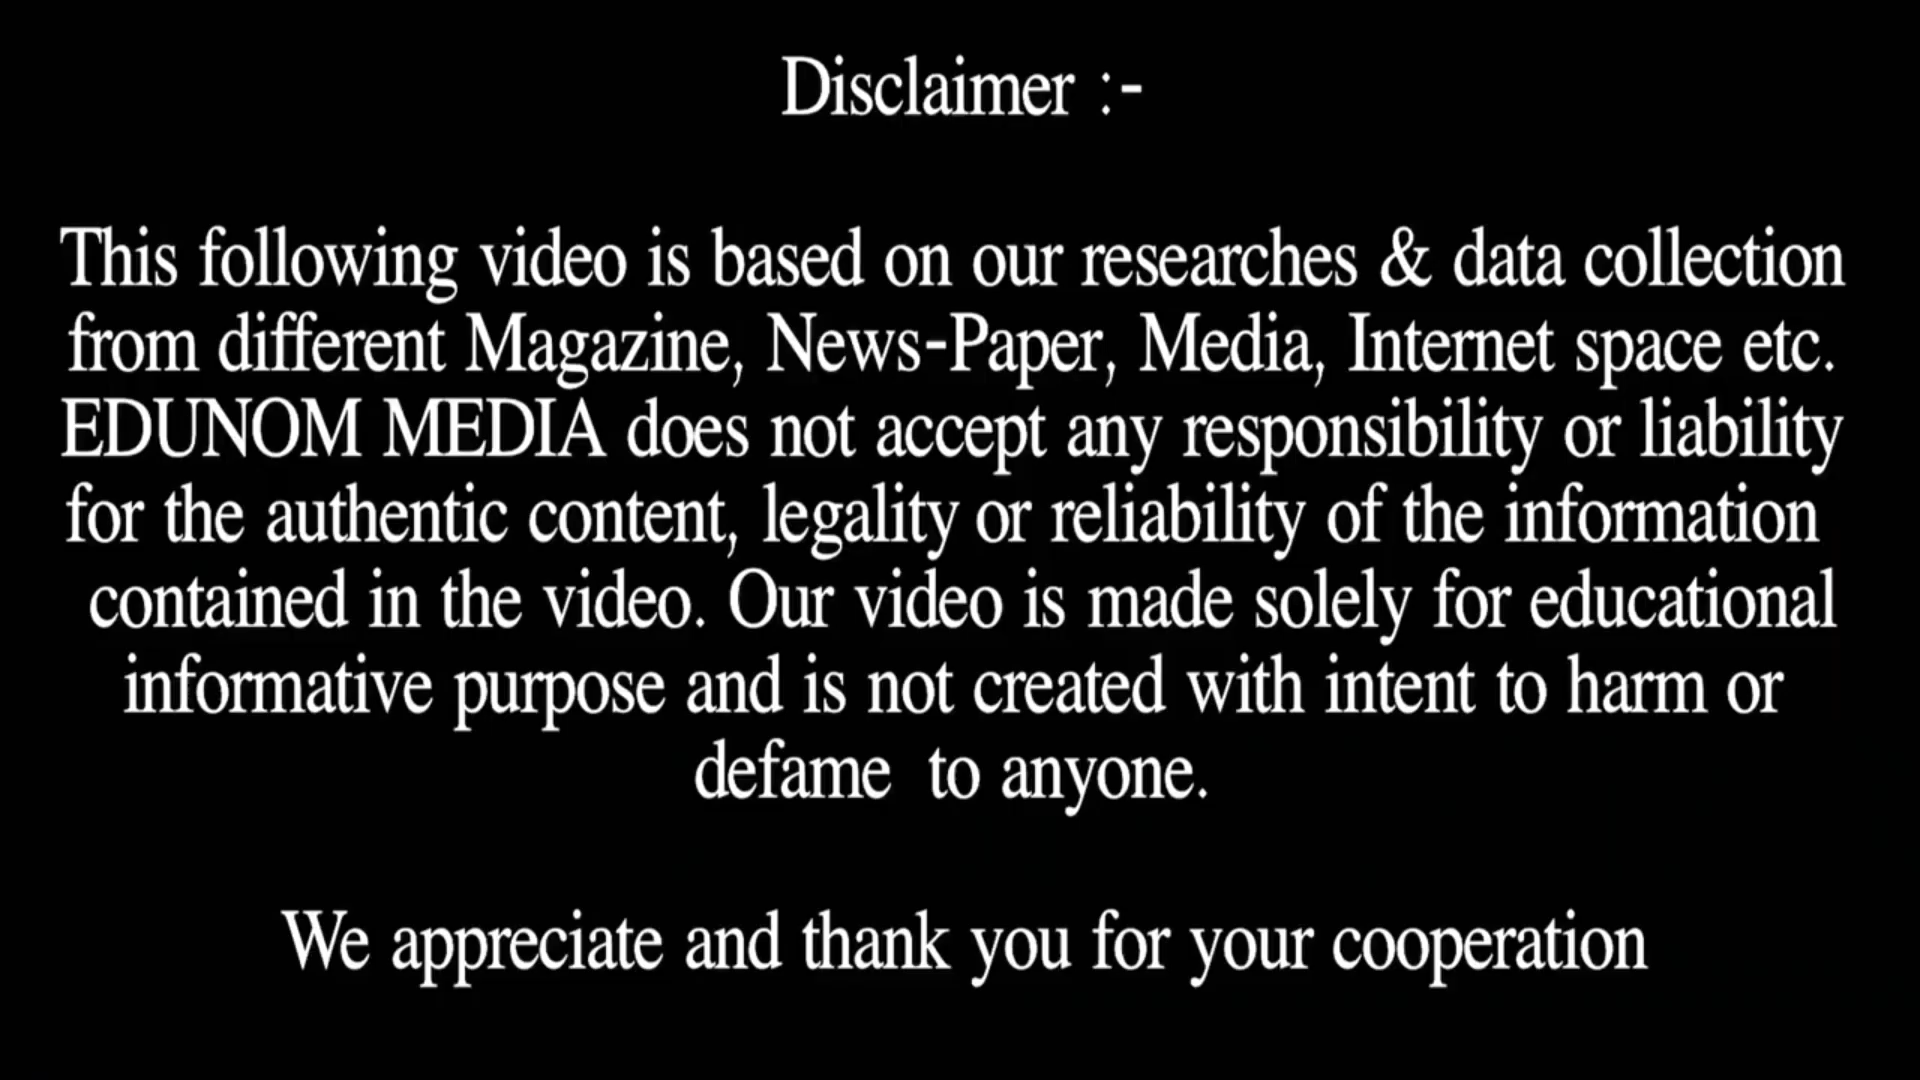 Disclaimer :-
This following video is based on our researches & data collection
from different Magazine, News-Paper, Media, Internet space etc.
EDUNOM MEDIA does not accept any responsibility or liability
for the authentic content, legality or reliability of the information
contained in the video. Our video is made solely for educational
informative purpose and is not created with intent to harm or
defame  to anyone.
We appreciate and thank you for your cooperation